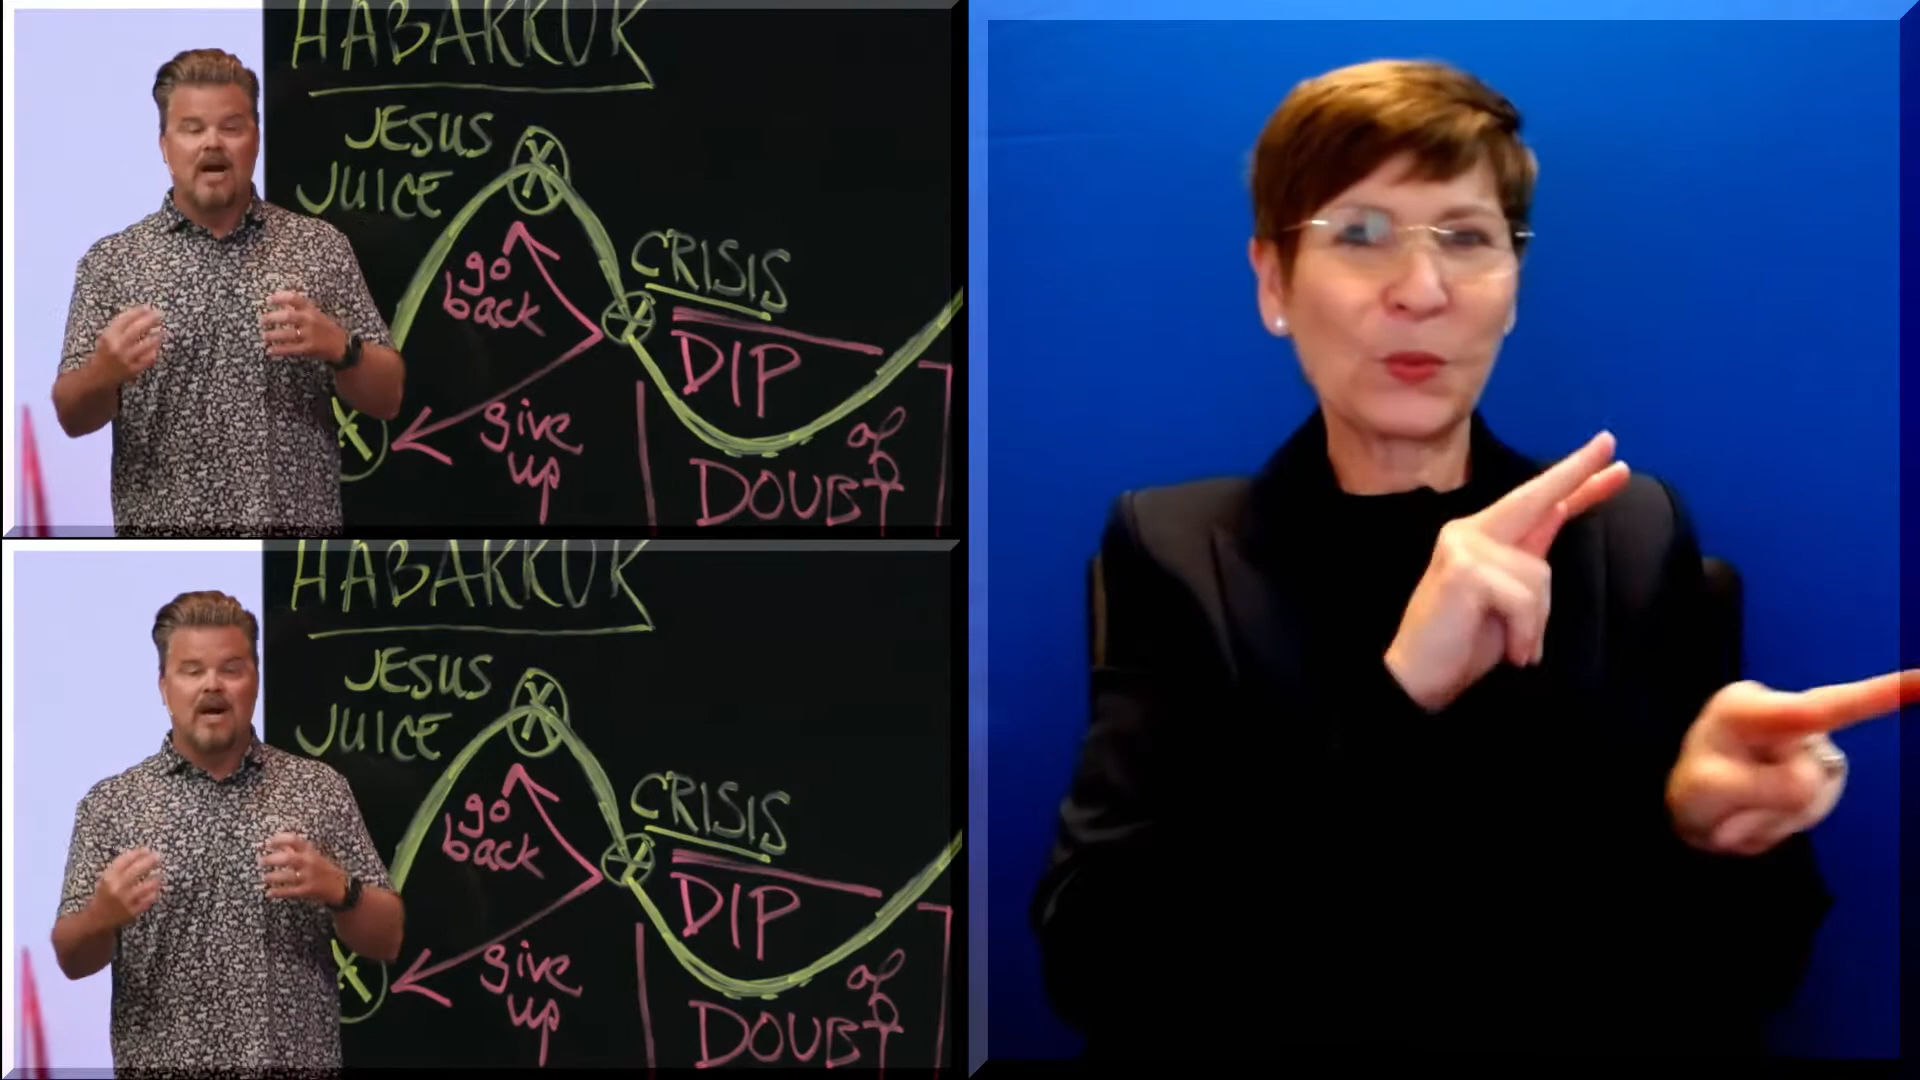 HABAKKUK
JESUS
JUICE
CRISIS
go
back
DIP
give
up
of
DOUBT
HABAKKUK
JESUS
JUICE
CRISIS
go
back
DIP
give
up
of
DOUBT